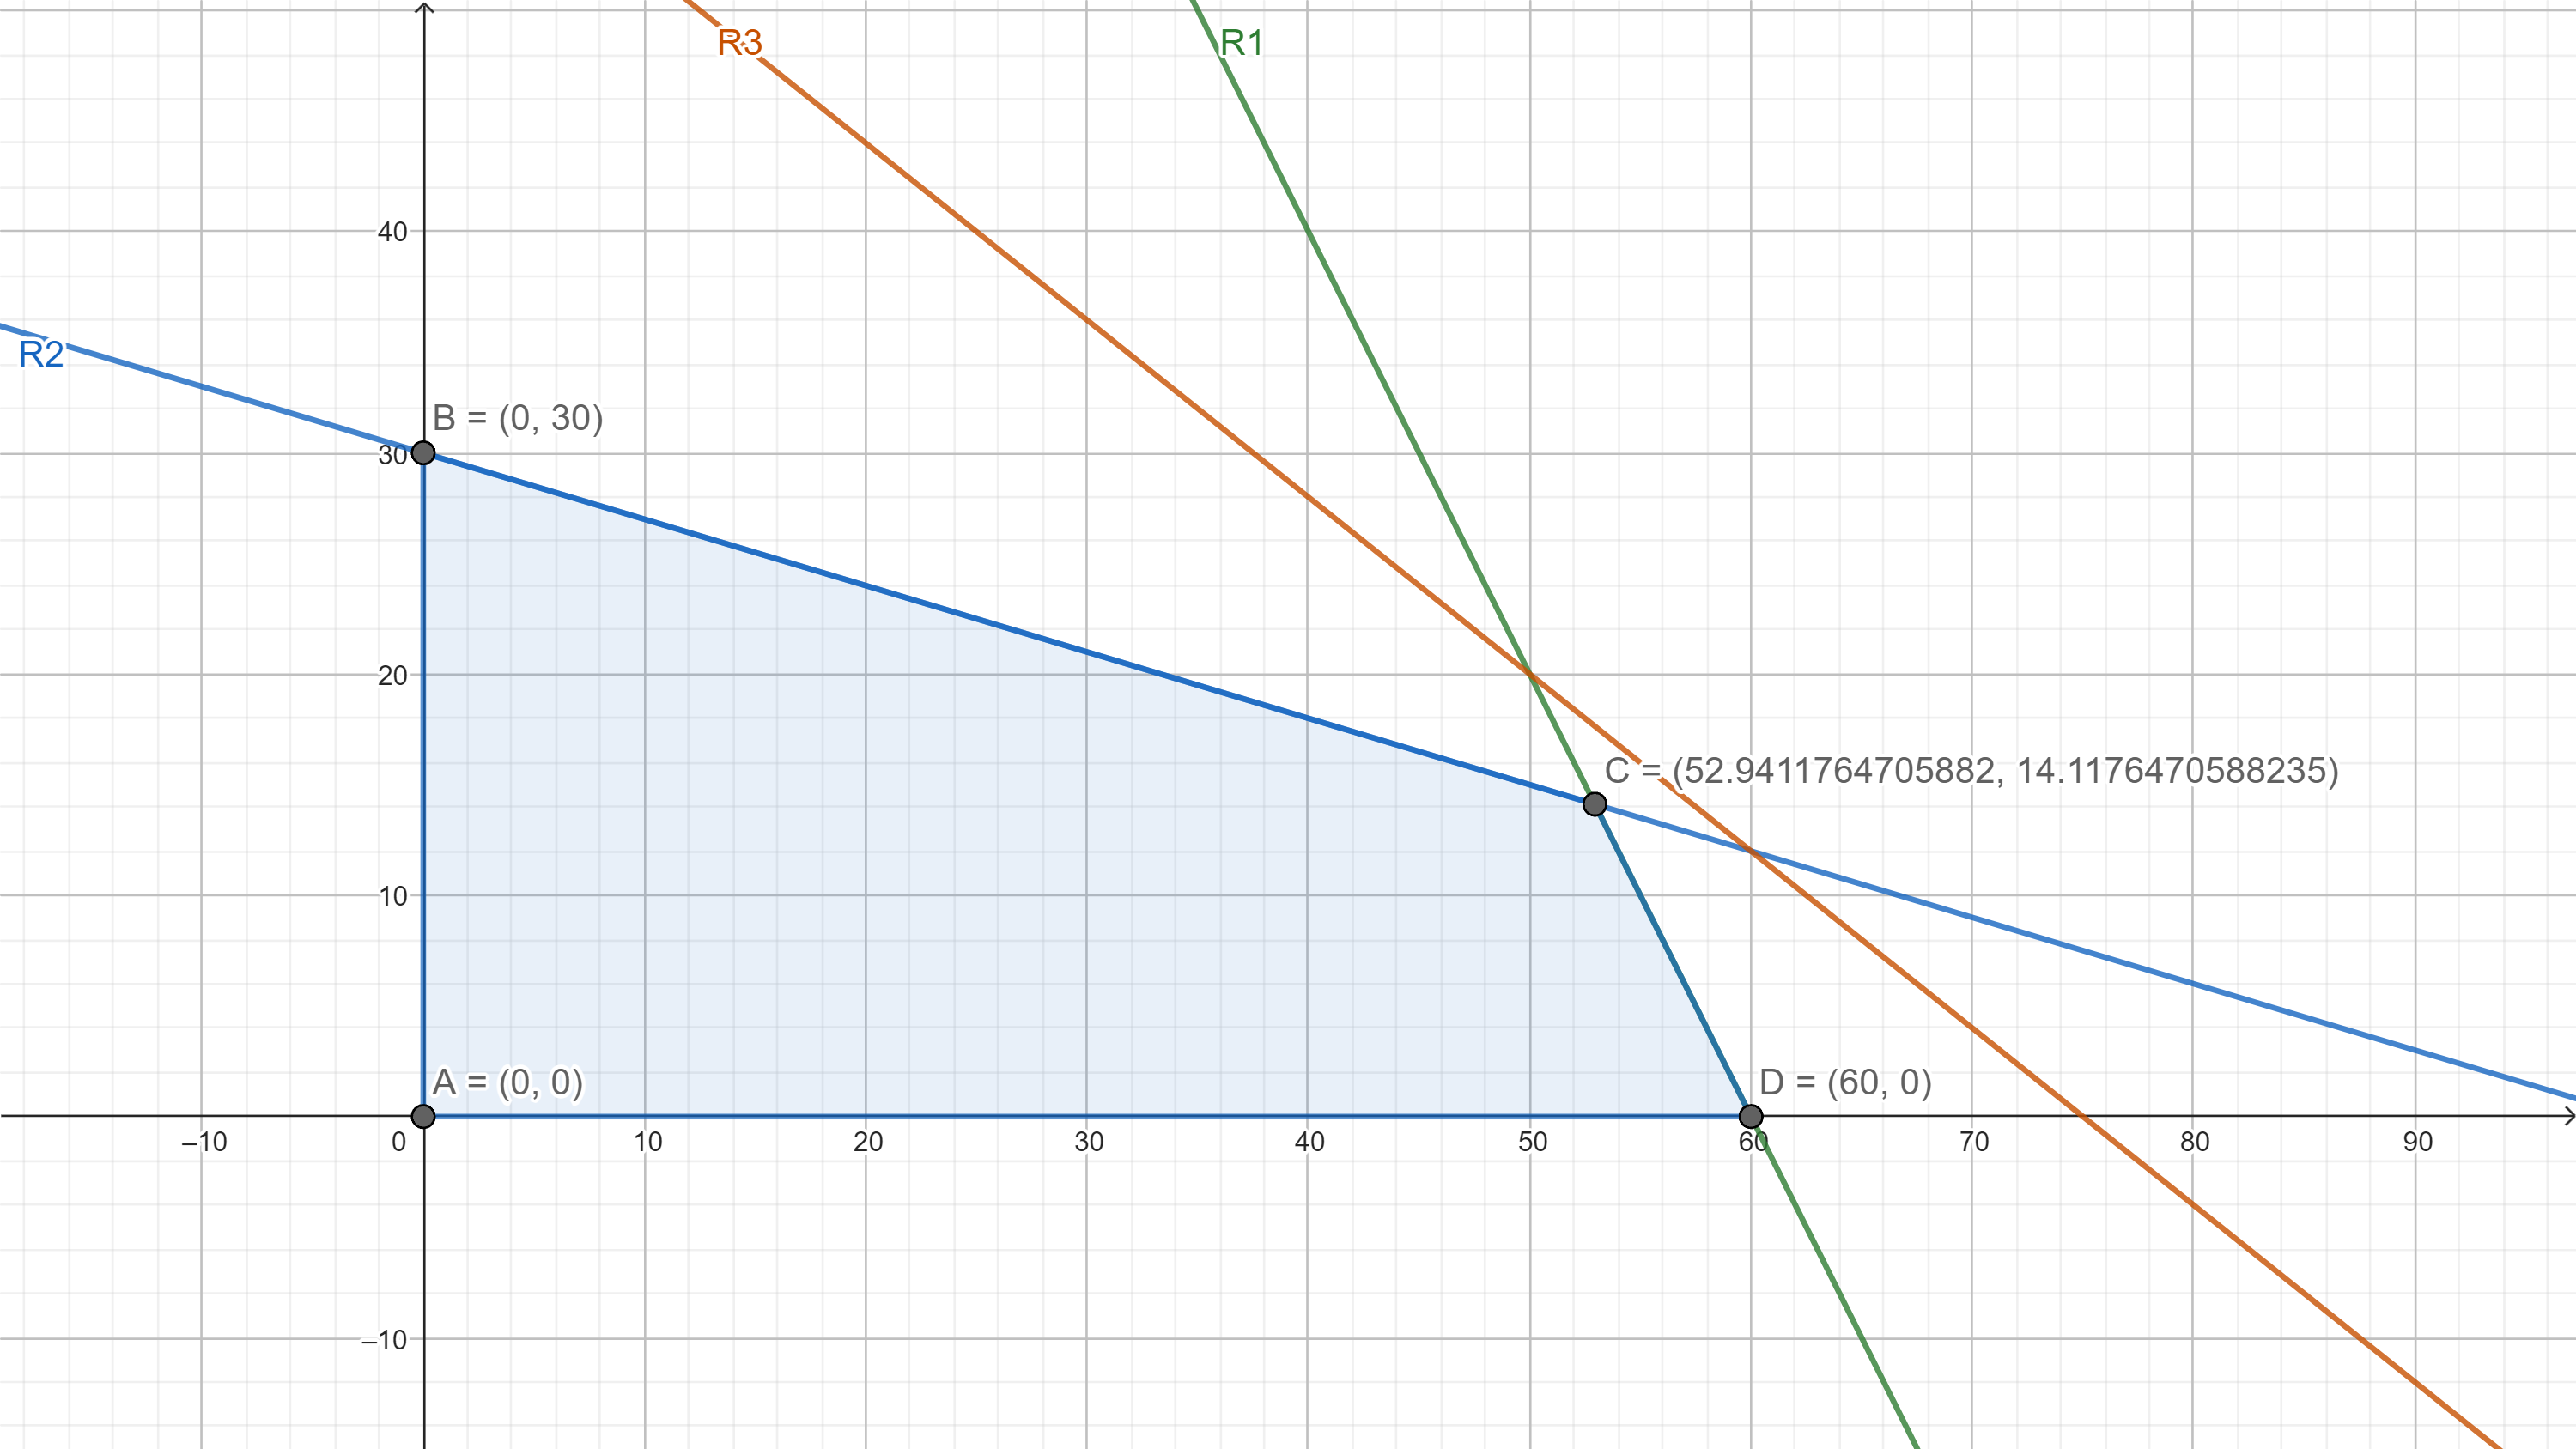 R3
R1
40
R2
B = (0, 30)
30
20
C = (52.9411764705882, 14.1176470588235)
10
A = (0, 0)
D = (60, 0)
–10
0
10
20
30
40
50
60
70
80
90
–10